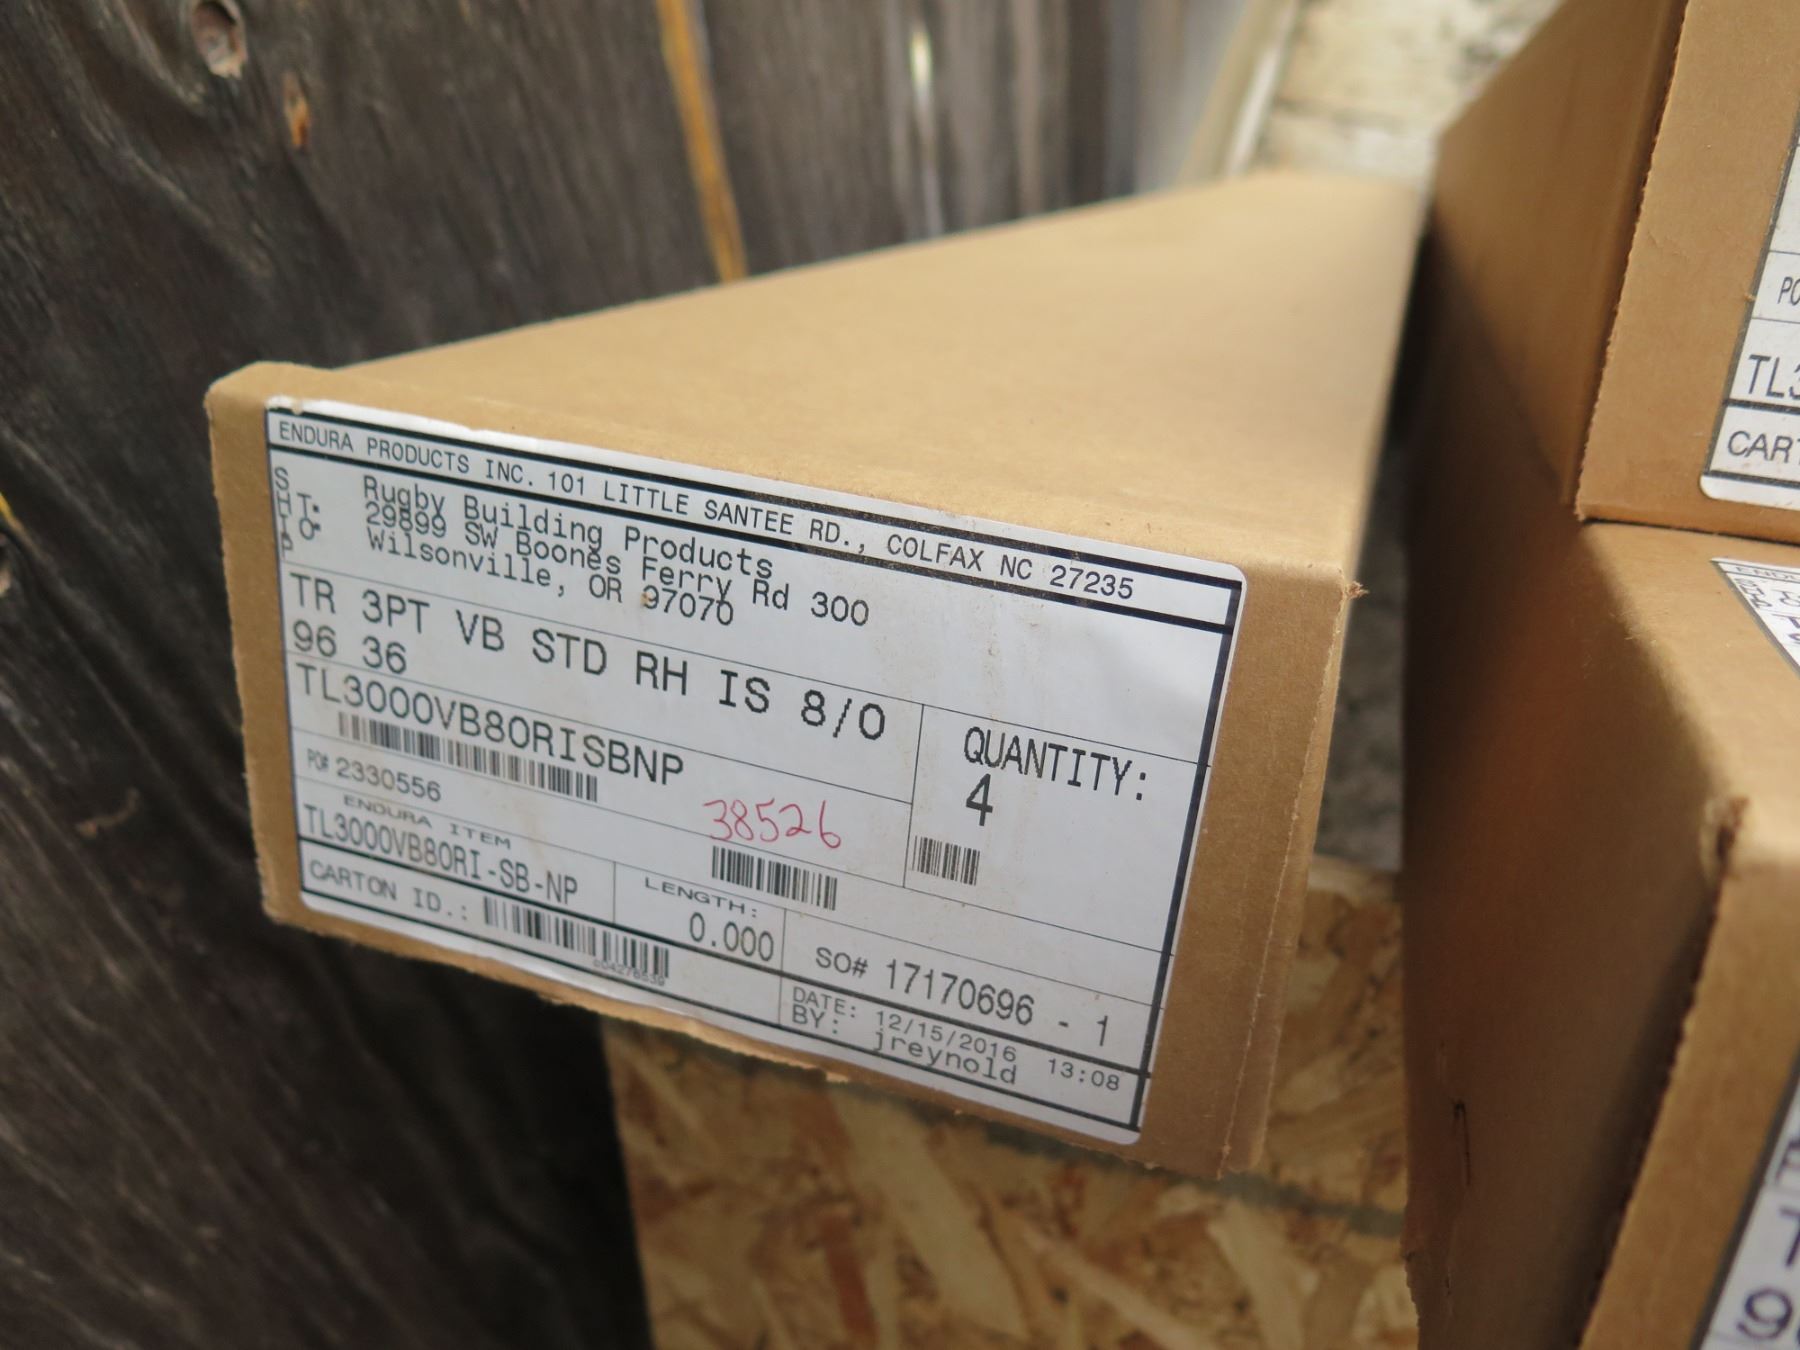 ENDURA PRODUCTS INC. 101 LITTLE SANTEE RD., COLFAX NC 27235
SHIP TO:
Rugby Building Products
29899 SW Boones Ferry Rd 300
Wilsonville, OR 97070
TR 3PT VB STD RH IS 8/0
96 36
TL3000VB80RISBNP
QUANTITY:
4
PO# 2330556
38526
ENDURA ITEM
TL3000VB80RI-SB-NP
LENGTH:
0.000
SO# 17170696 - 1
CARTON ID.:
004276539
DATE: 12/15/2016 13:08
BY: jreynold
PO
TL3
CART